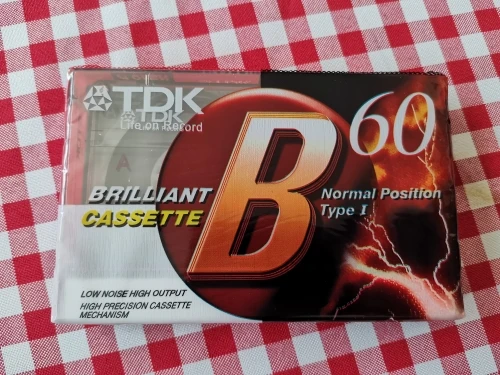 TDK
TDK
Life on Record
A
60
BRILLIANT
CASSETTE
B
Normal Position
Type I
LOW NOISE HIGH OUTPUT
HIGH PRECISION CASSETTE
MECHANISM